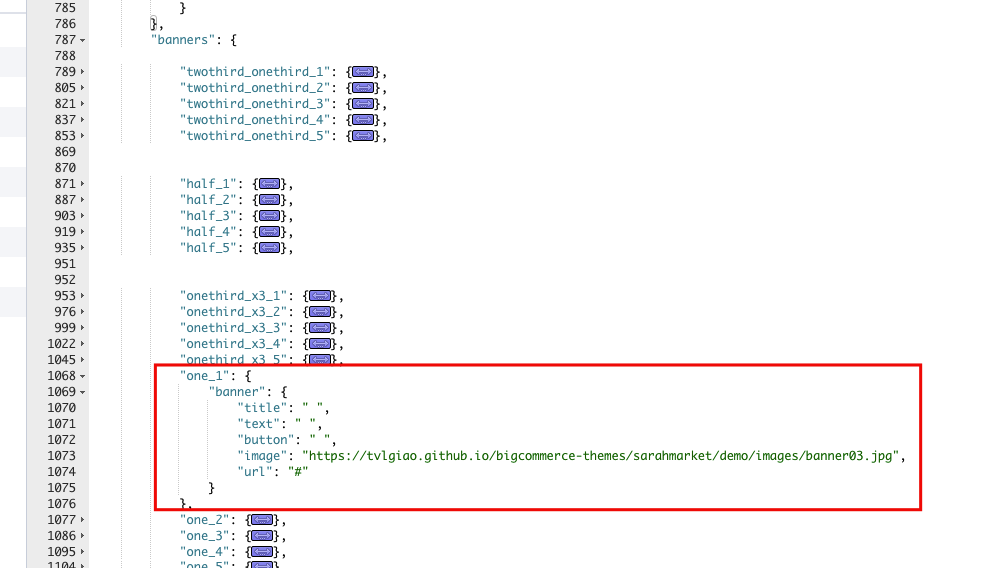 785 }
786 },
787 "banners": {
788
789 "twothird_onethird_1": {},
805 "twothird_onethird_2": {},
821 "twothird_onethird_3": {},
837 "twothird_onethird_4": {},
853 "twothird_onethird_5": {},
869
870
871 "half_1": {},
887 "half_2": {},
903 "half_3": {},
919 "half_4": {},
935 "half_5": {},
951
952
953 "onethird_x3_1": {},
976 "onethird_x3_2": {},
999 "onethird_x3_3": {},
1022 "onethird_x3_4": {},
1045 "onethird_x3_5": {},
1068 "one_1": {
1069 "banner": {
1070 "title": " ",
1071 "text": " ",
1072 "button": " ",
1073 "image": "https://tvlgiao.github.io/bigcommerce-themes/sarahmarket/demo/images/banner03.jpg",
1074 "url": "#"
1075 }
1076 },
1077 "one_2": {},
1086 "one_3": {},
1095 "one_4": {},
1104 "one_5": {},